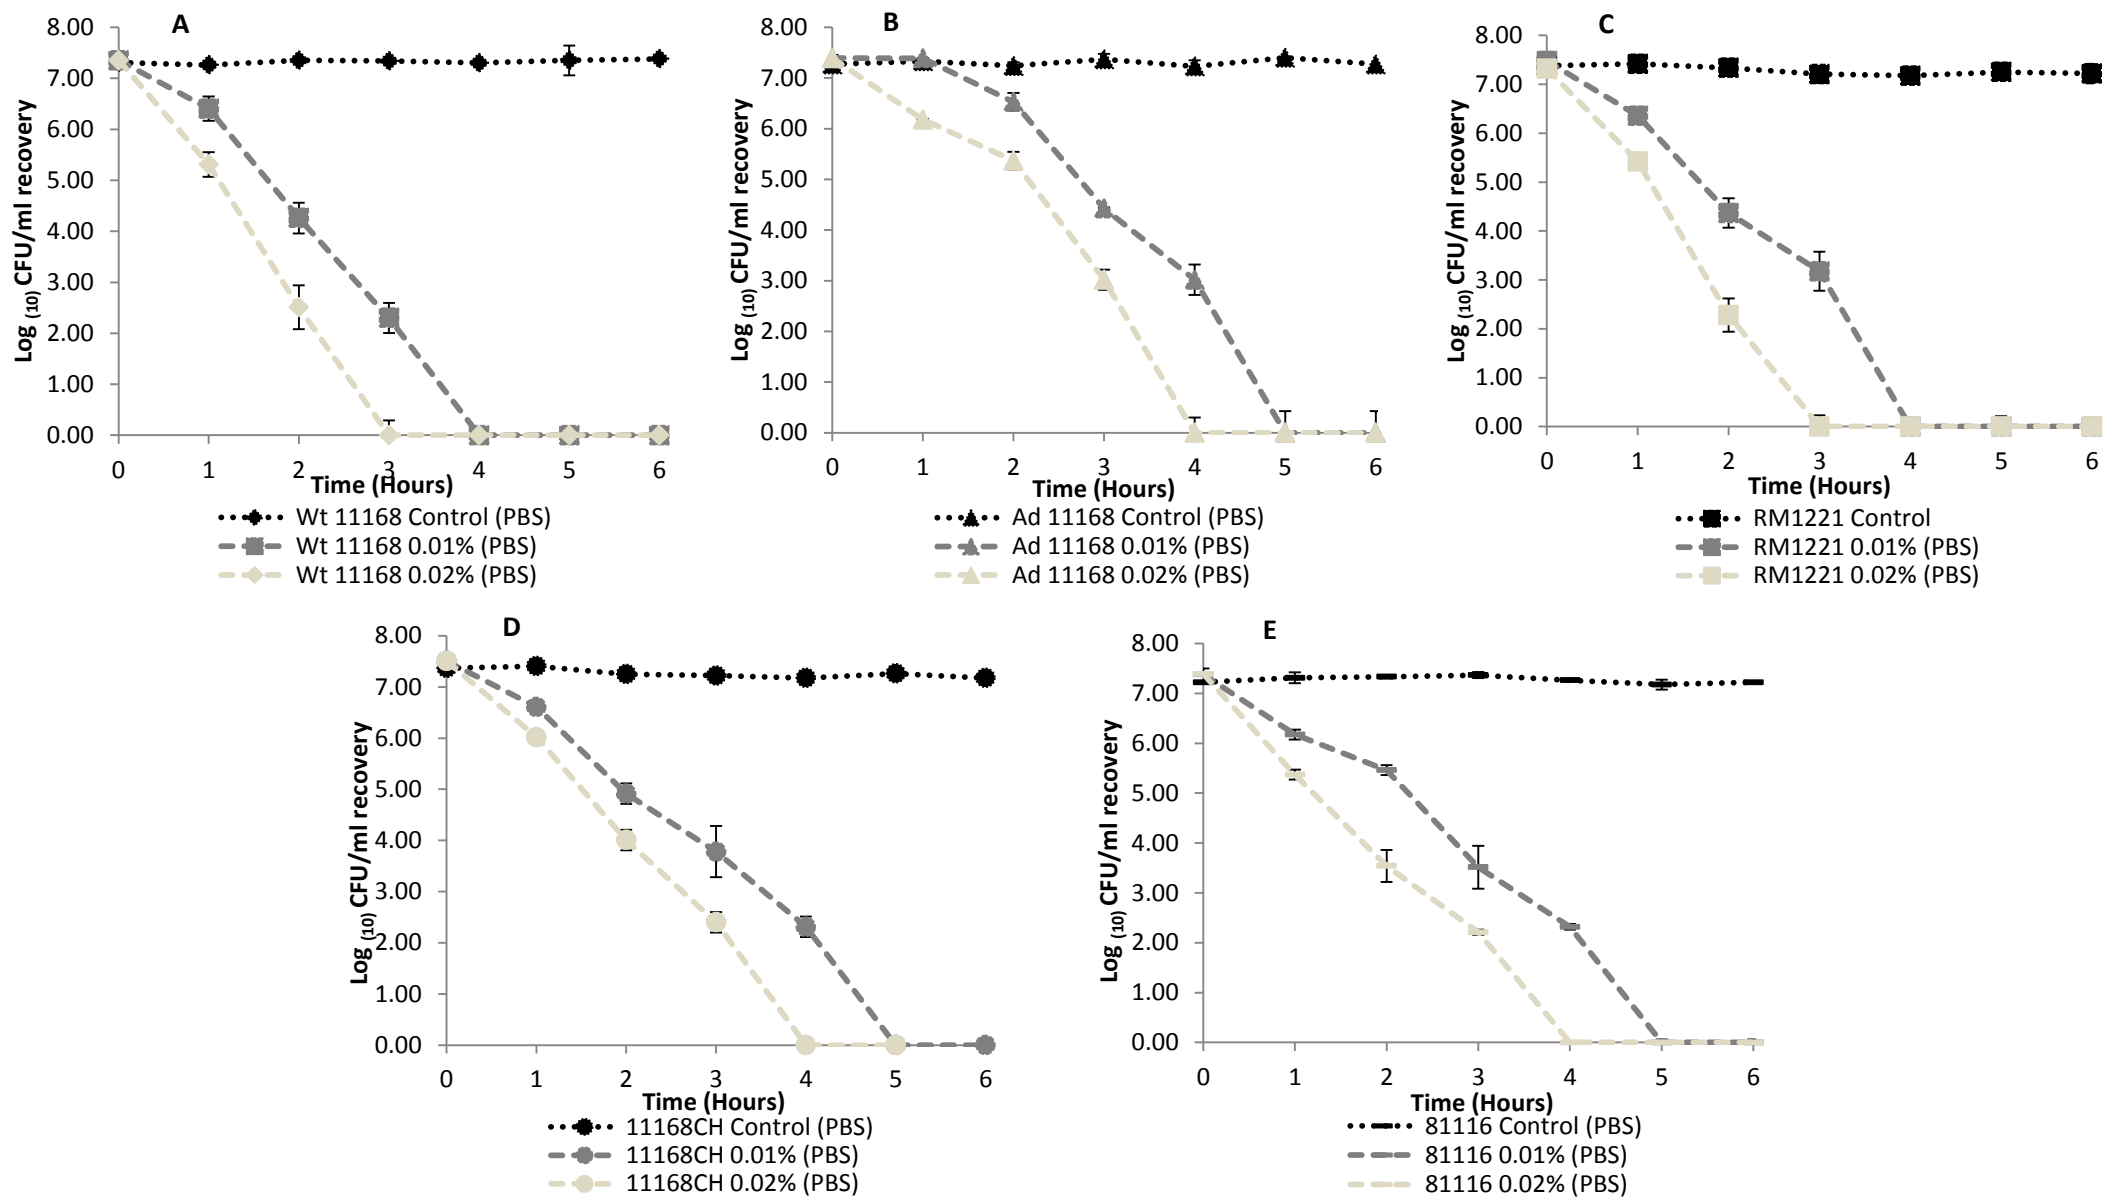 A
8.00
7.00
6.00
5.00
4.00
3.00
2.00
1.00
0.00
Log (10) CFU/ml recovery
0 1 2 3 4 5 6
Time (Hours)
Wt 11168 Control (PBS)
Wt 11168 0.01% (PBS)
Wt 11168 0.02% (PBS)
B
8.00
7.00
6.00
5.00
4.00
3.00
2.00
1.00
0.00
Log (10) CFU/ml recovery
0 1 2 3 4 5 6
Time (Hours)
Ad 11168 Control (PBS)
Ad 11168 0.01% (PBS)
Ad 11168 0.02% (PBS)
C
8.00
7.00
6.00
5.00
4.00
3.00
2.00
1.00
0.00
Log (10) CFU/ml recovery
0 1 2 3 4 5 6
Time (Hours)
RM1221 Control
RM1221 0.01% (PBS)
RM1221 0.02% (PBS)
D
8.00
7.00
6.00
5.00
4.00
3.00
2.00
1.00
0.00
Log (10) CFU/ml recovery
0 1 2 3 4 5 6
Time (Hours)
11168CH Control (PBS)
11168CH 0.01% (PBS)
11168CH 0.02% (PBS)
E
8.00
7.00
6.00
5.00
4.00
3.00
2.00
1.00
0.00
Log (10) CFU/ml recovery
0 1 2 3 4 5 6
Time (Hours)
81116 Control (PBS)
81116 0.01% (PBS)
81116 0.02% (PBS)